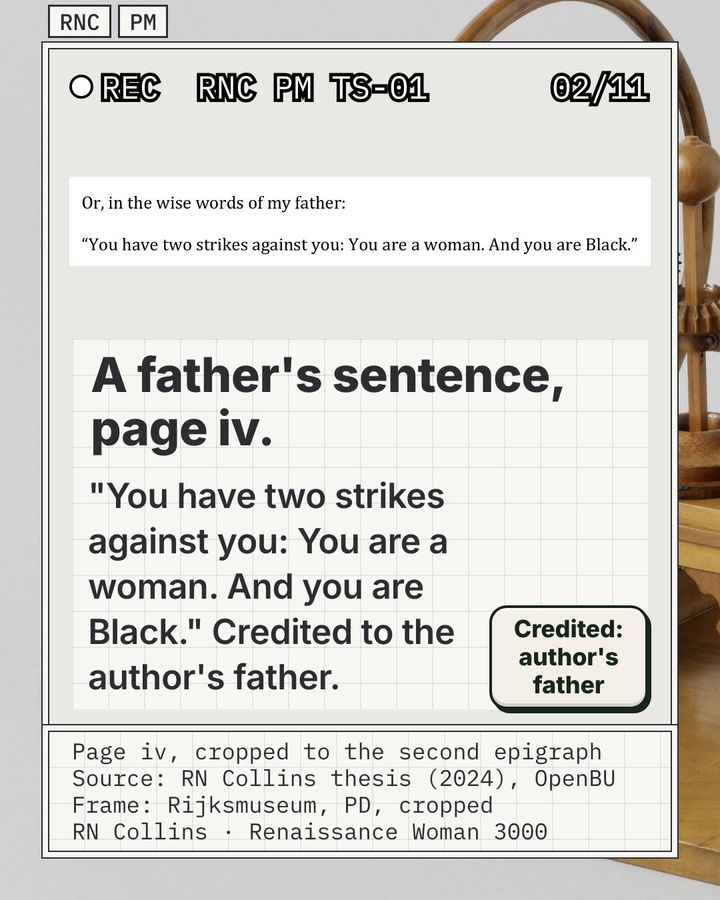 RNC PM
REC RNC PM TS-01 02/11
Or, in the wise words of my father:
“You have two strikes against you: You are a woman. And you are Black.”
A father's sentence,
page iv.
"You have two strikes
against you: You are a
woman. And you are
Black." Credited to the
author's father.
Credited:
author's
father
Page iv, cropped to the second epigraph
Source: RN Collins thesis (2024), OpenBU
Frame: Rijksmuseum, PD, cropped
RN Collins · Renaissance Woman 3000